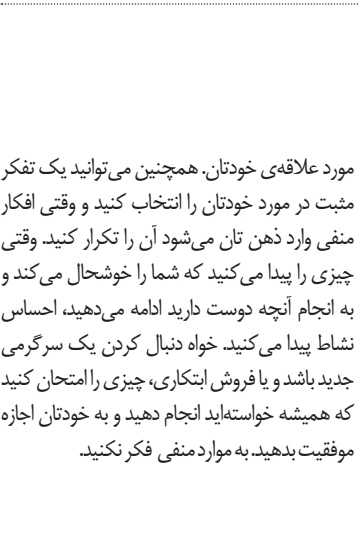 مورد علاقه‌ی خودتان. همچنین می‌توانید یک تفکر
مثبت در مورد خودتان را انتخاب کنید و وقتی افکار
منفی وارد ذهن تان می‌شود آن را تکرار کنید. وقتی
چیزی را پیدا می‌کنید که شما را خوشحال می‌کند و
به انجام آنچه دوست دارید ادامه می‌دهید، احساس
نشاط پیدا می‌کنید. خواه دنبال کردن یک سرگرمی
جدید باشد و یا فروش ابتکاری، چیزی را امتحان کنید
که همیشه خواسته‌اید انجام دهید و به خودتان اجازه
موفقیت بدهید. به موارد منفی فکر نکنید.